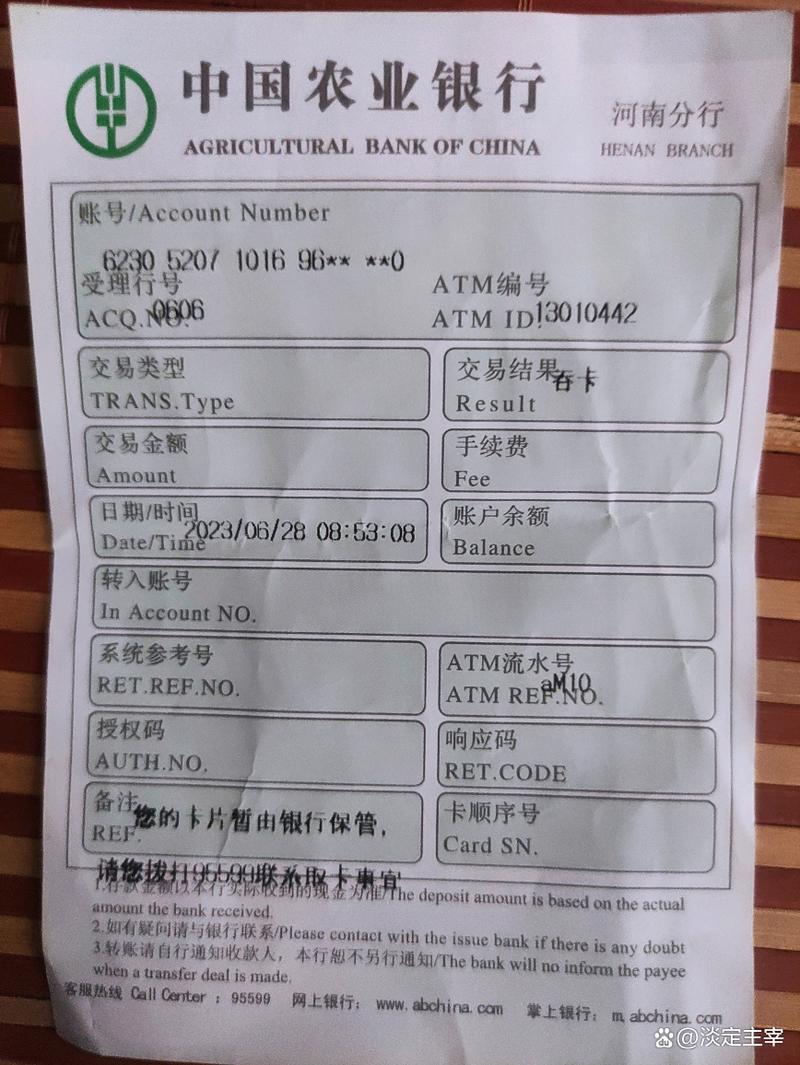 中国农业银行
AGRICULTURAL BANK OF CHINA
河南分行
HENAN BRANCH
账号/Account Number
6230 5207 1016 96** **0
受理行号
ACQ.NO. 0606
ATM编号
ATM ID. 13010442
交易类型
TRANS.Type
交易结果 吞卡
Result
交易金额
Amount
手续费
Fee
日期/时间
Date/Time 2023/06/28 08:53:08
账户余额
Balance
转入账号
In Account NO.
系统参考号
RET.REF.NO.
ATM流水号
ATM REF.NO. aM10
授权码
AUTH.NO.
响应码
RET.CODE
备注
REF. 您的卡片暂由银行保管,
卡顺序号
Card SN.
请您拨打95599联系取卡事宜
1.存款金额以本行实际收到的现金为准/The deposit amount is based on the actual
amount the bank received.
2.如有疑问请与银行联系/Please contact with the issue bank if there is any doubt
3.转账请自行通知收款人，本行恕不另行通知/The bank will no inform the payee
when a transfer deal is made.
客服热线 Call Center：95599 网上银行：www.abchina.com 掌上银行：m.abchina.com
@淡定主宰